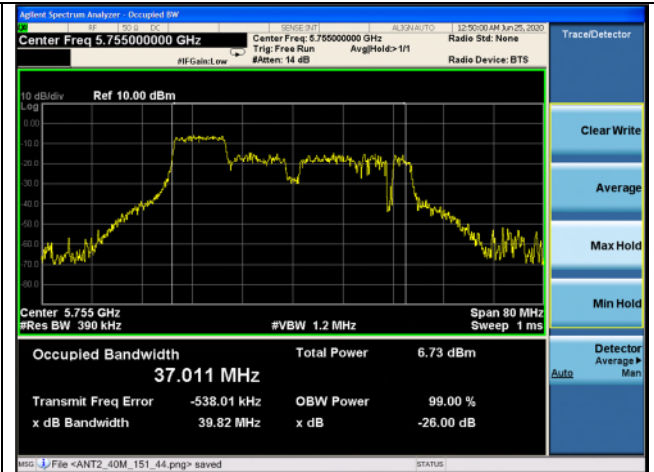 Agilent Spectrum Analyzer - Occupied BW
RF 50 Ω DC SENSE:INT ALIGNAUTO 12:50:00 AM Jun 25, 2020
Center Freq 5.755000000 GHz Center Freq: 5.755000000 GHz Radio Std: None Trace/Detector
Trig: Free Run Avg|Hold:>1/1
#IFGain:Low #Atten: 14 dB Radio Device: BTS
10 dB/div Ref 10.00 dBm
Log
0.00
-10.0
-20.0
-30.0
-40.0
-50.0
-60.0
-70.0
-80.0
Clear Write
Average
Max Hold
Min Hold
Center 5.755 GHz Span 80 MHz
#Res BW 390 kHz #VBW 1.2 MHz Sweep 1 ms
Occupied Bandwidth Total Power 6.73 dBm
37.011 MHz
Transmit Freq Error -538.01 kHz OBW Power 99.00 %
x dB Bandwidth 39.82 MHz x dB -26.00 dB
Detector
Average▶
Auto Man
MSG File <ANT2_40M_151_44.png> saved STATUS